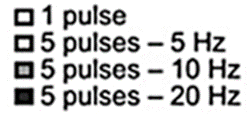 1 pulse
5 pulses – 5 Hz
5 pulses – 10 Hz
5 pulses – 20 Hz